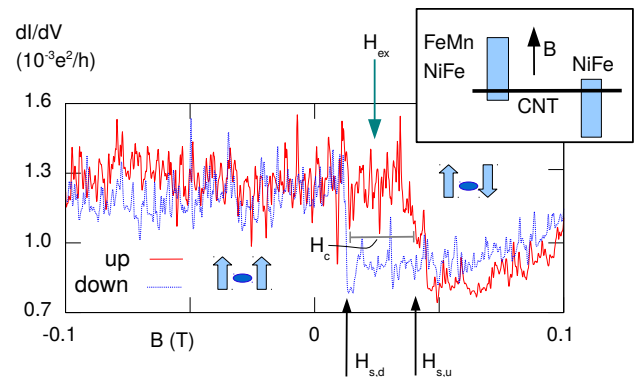 dI/dV
(10⁻³e²/h)
H_ex
FeMn
NiFe
B
NiFe
CNT
1.6
1.3
1.0
0.7
H_c
up
down
-0.1
B (T)
0
0.1
H_s,d
H_s,u